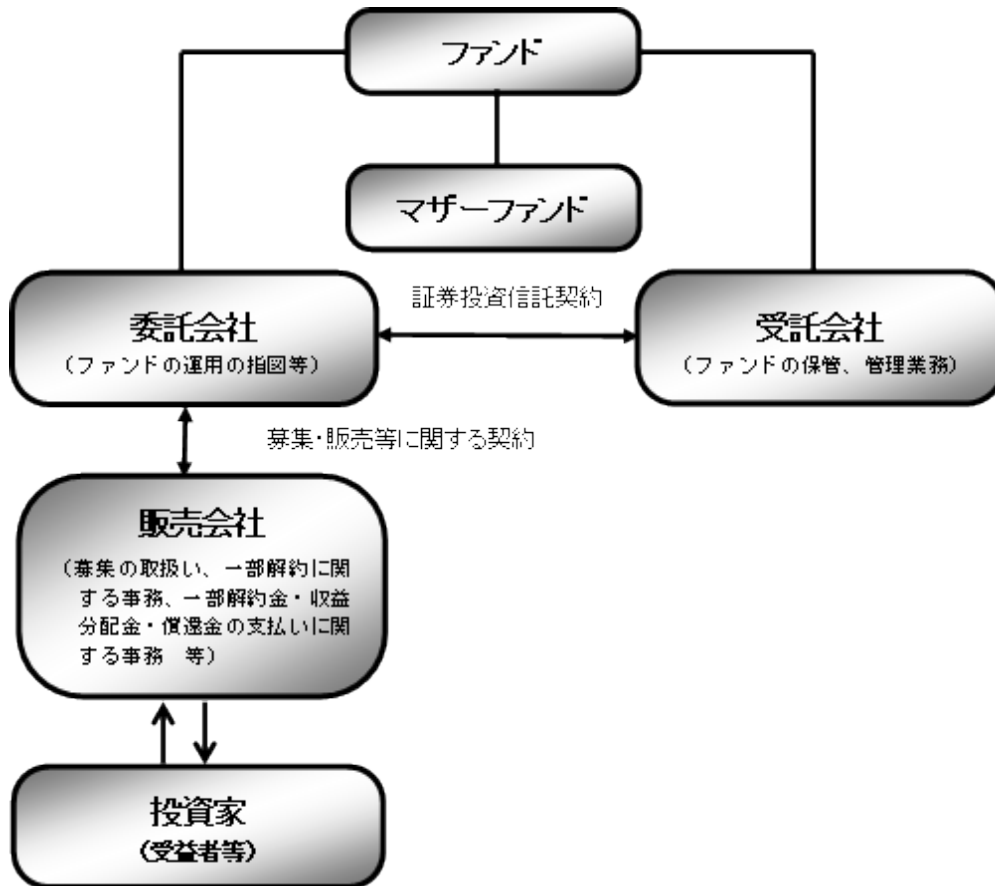 ファンド
マザーファンド
証券投資信託契約
委託会社
（ファンドの運用の指図等）
受託会社
（ファンドの保管、管理業務）
募集・販売等に関する契約
販売会社
（募集の取扱い、一部解約に関
する事務、一部解約金・収益
分配金・償還金の支払いに関
する事務　等）
投資家
（受益者等）